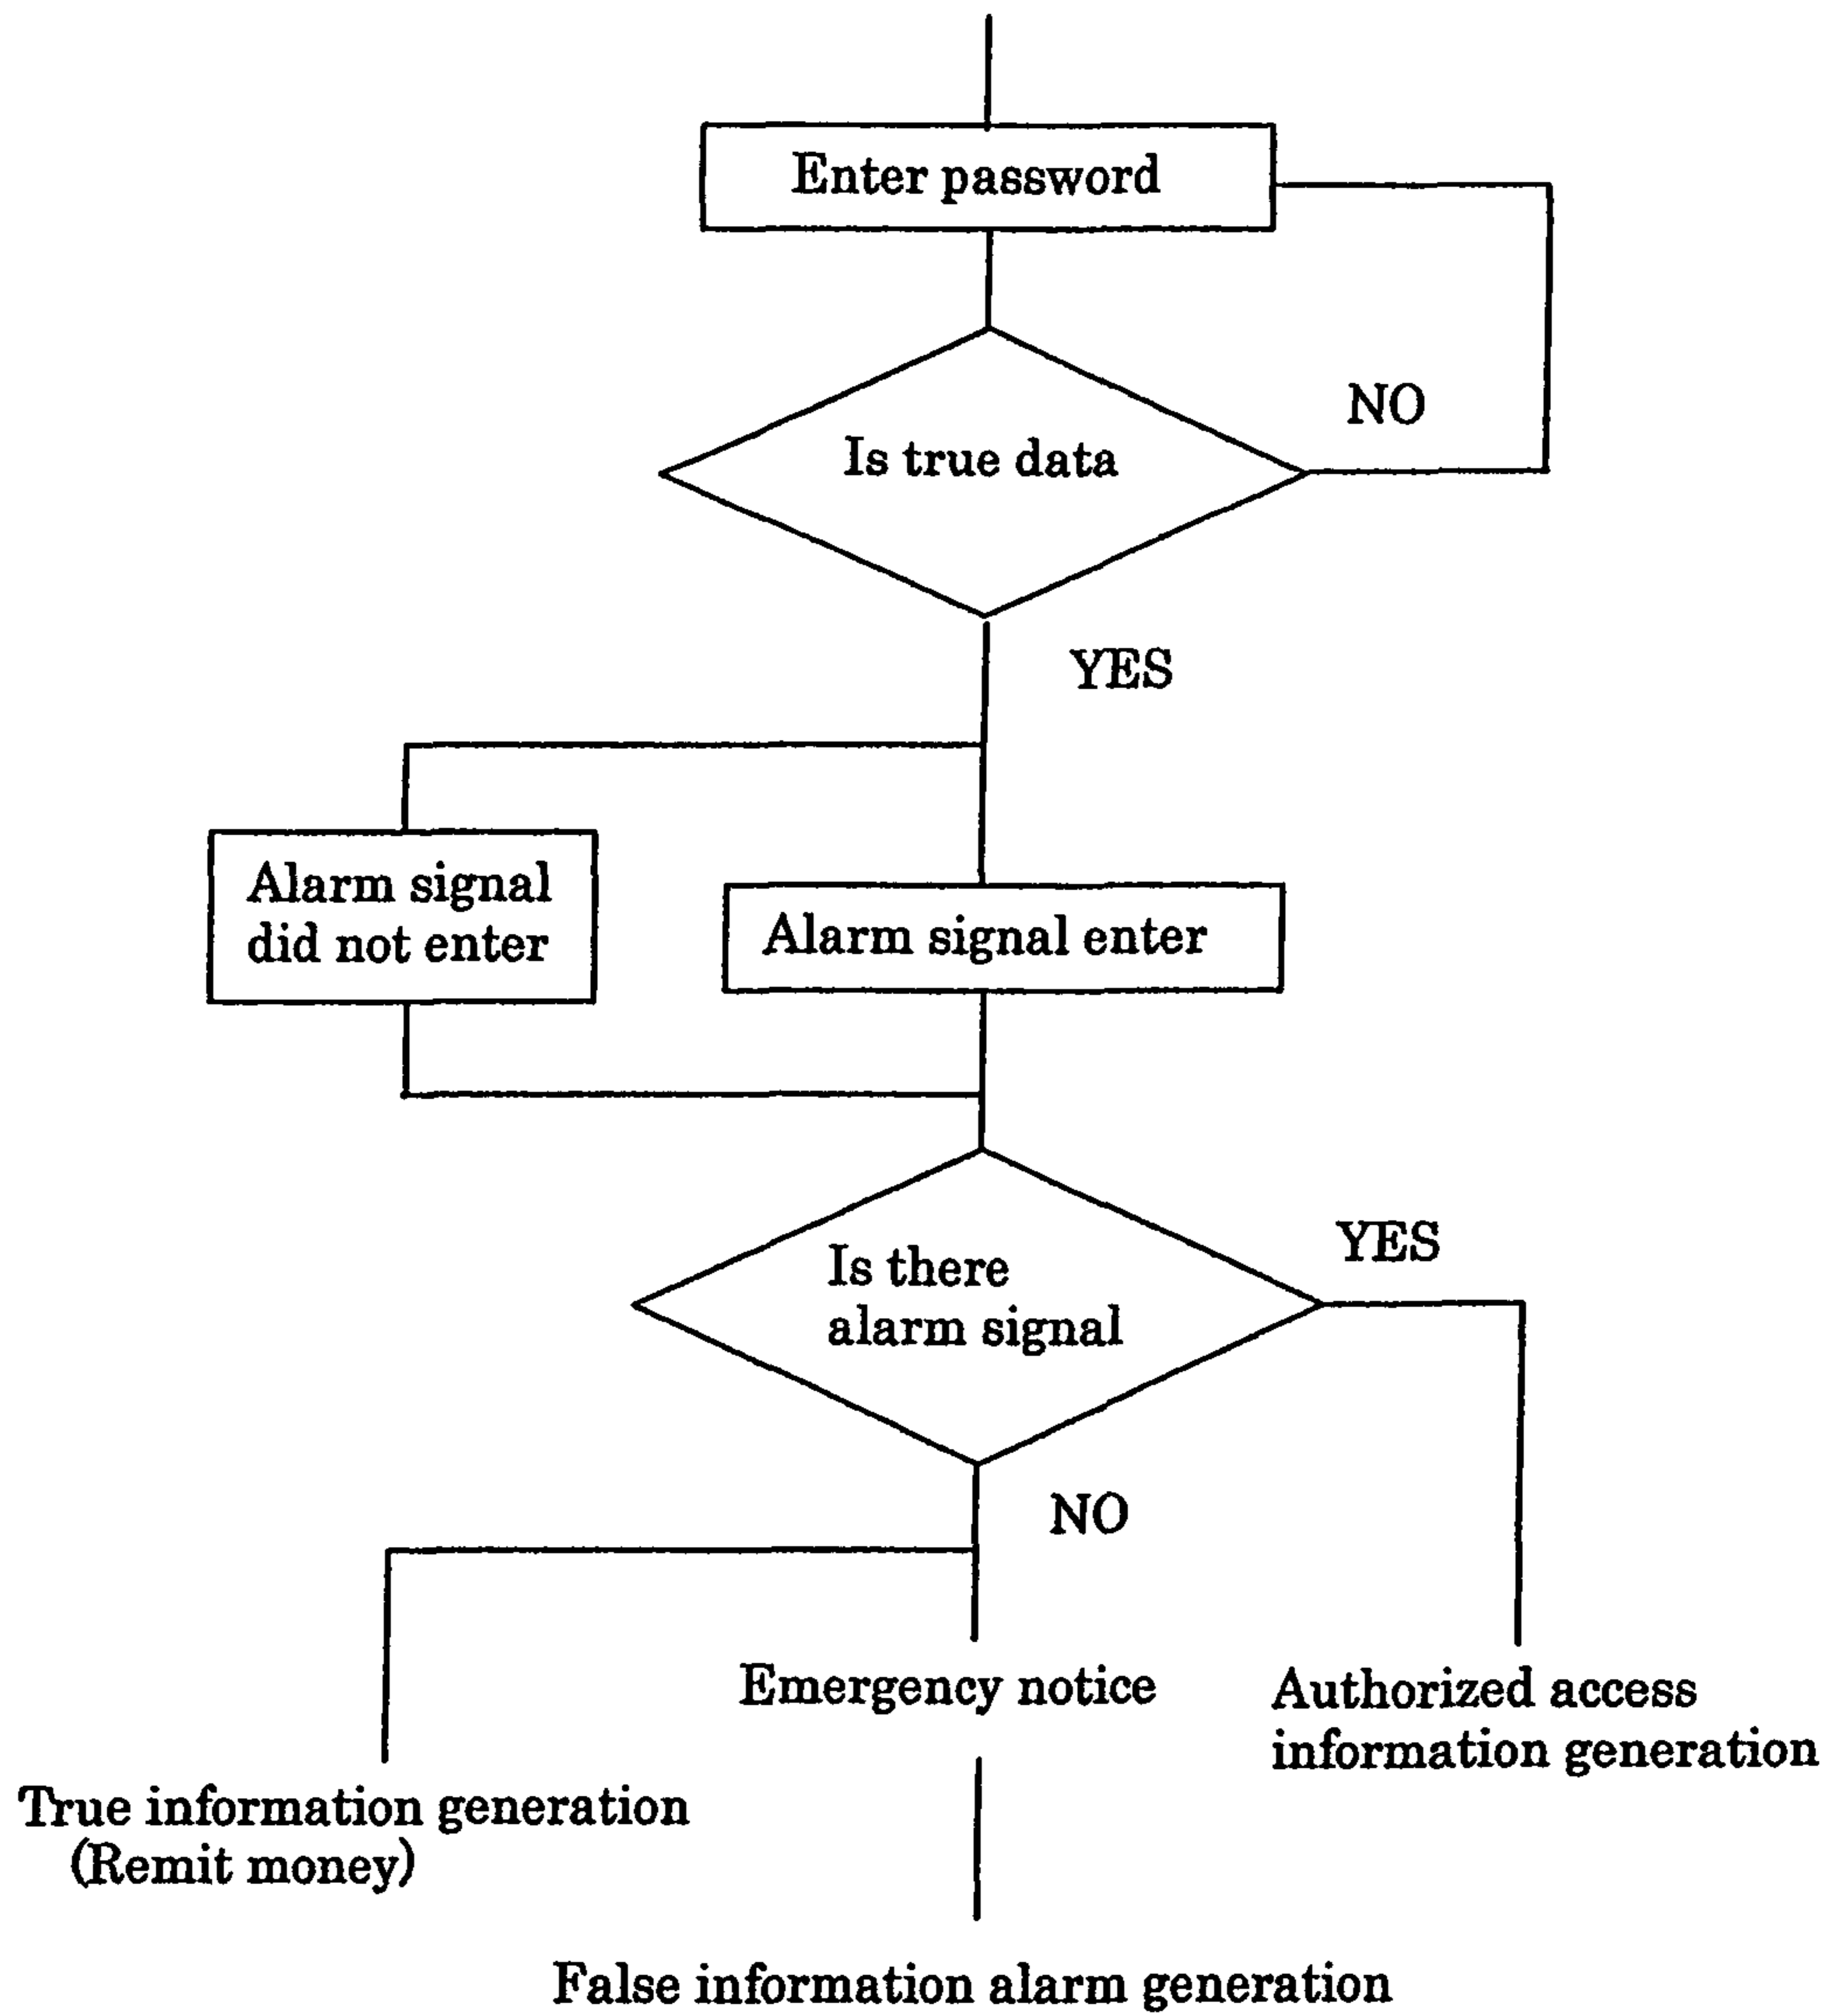 Enter password
Is true data
NO
YES
Alarm signal
did not enter
Alarm signal enter
Is there
alarm signal
YES
NO
Emergency notice
Authorized access
information generation
True information generation
(Remit money)
False information alarm generation